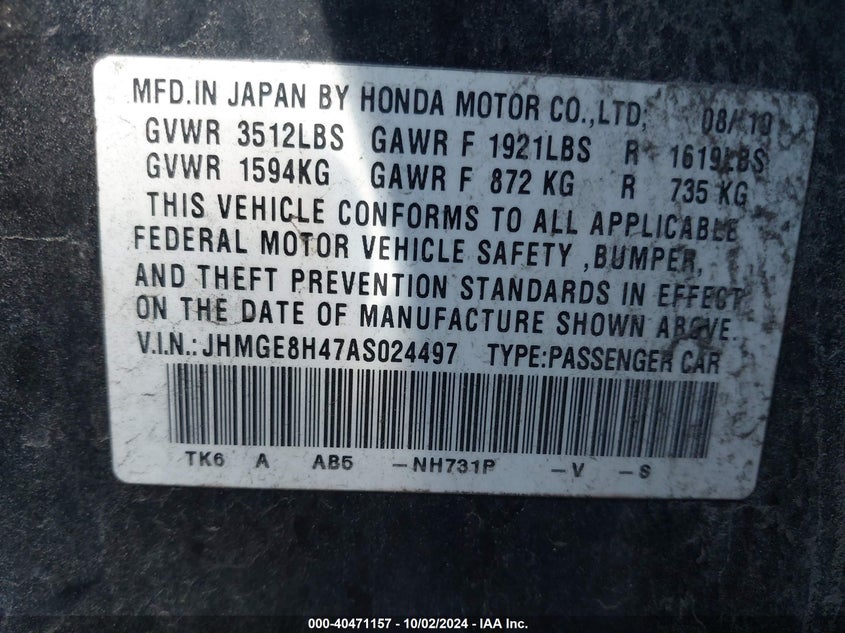 MFD.IN JAPAN BY HONDA MOTOR CO.,LTD, 08/10
GVWR 3512LBS GAWR F 1921LBS R 1619LBS
GVWR 1594KG GAWR F 872 KG R 735 KG
THIS VEHICLE CONFORMS TO ALL APPLICABLE
FEDERAL MOTOR VEHICLE SAFETY ,BUMPER,
AND THEFT PREVENTION STANDARDS IN EFFECT
ON THE DATE OF MANUFACTURE SHOWN ABOVE.
V.I.N.: JHMGE8H47AS024497 TYPE:PASSENGER CAR
TK6 A AB5 -NH731P -V -S
000-40471157 - 10/02/2024 - IAA Inc.